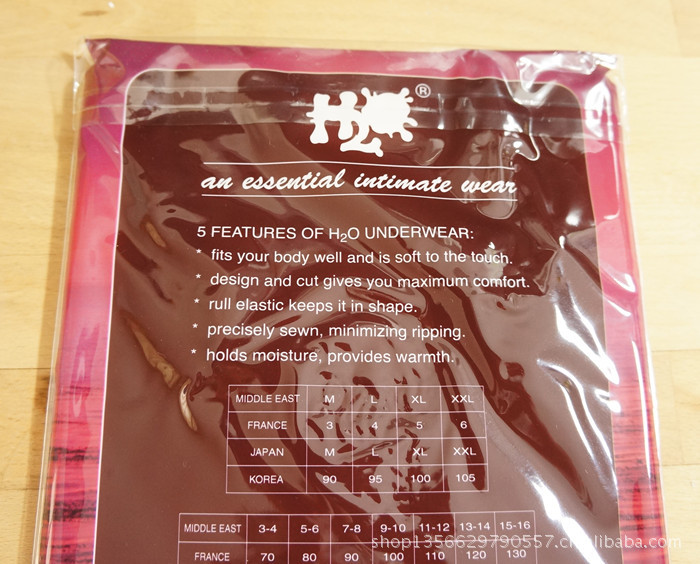 H2O®
an essential intimate wear
5 FEATURES OF H2O UNDERWEAR:
* fits your body well and is soft to the touch.
* design and cut gives you maximum comfort.
* rull elastic keeps it in shape.
* precisely sewn, minimizing ripping.
* holds moisture, provides warmth.
MIDDLE EAST M L XL XXL
FRANCE 3 4 5 6
JAPAN M L XL XXL
KOREA 90 95 100 105
MIDDLE EAST 3-4 5-6 7-8 9-10 11-12 13-14 15-16
FRANCE 70 80 90 100 110 120 130
shop1356629790557.cn.alibaba.com